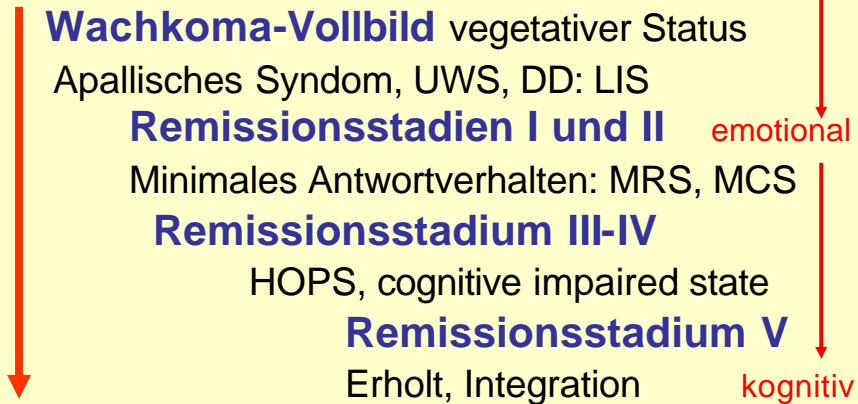 Wachkoma-Vollbild vegetativer Status
Apallisches Syndom, UWS, DD: LIS
Remissionsstadien I und II emotional
Minimales Antwortverhalten: MRS, MCS
Remissionsstadium III-IV
HOPS, cognitive impaired state
Remissionsstadium V
Erholt, Integration kognitiv